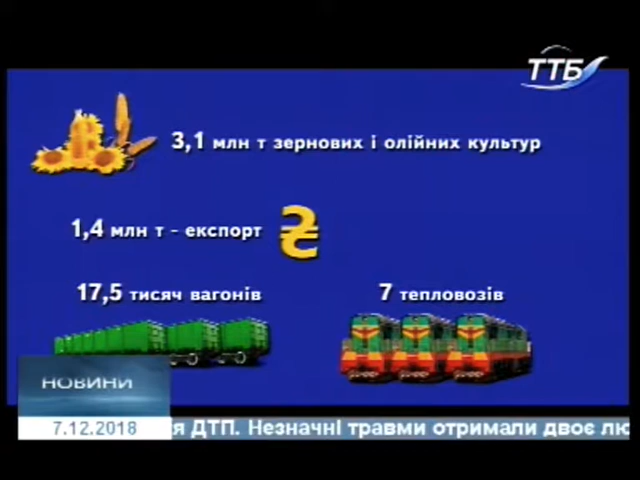 ТТБ
3,1 млн т зернових і олійних культур
1,4 млн т - експорт ₴
17,5 тисяч вагонів
7 тепловозів
НОВИНИ
7.12.2018
я ДТП. Незначні травми отримали двоє лю